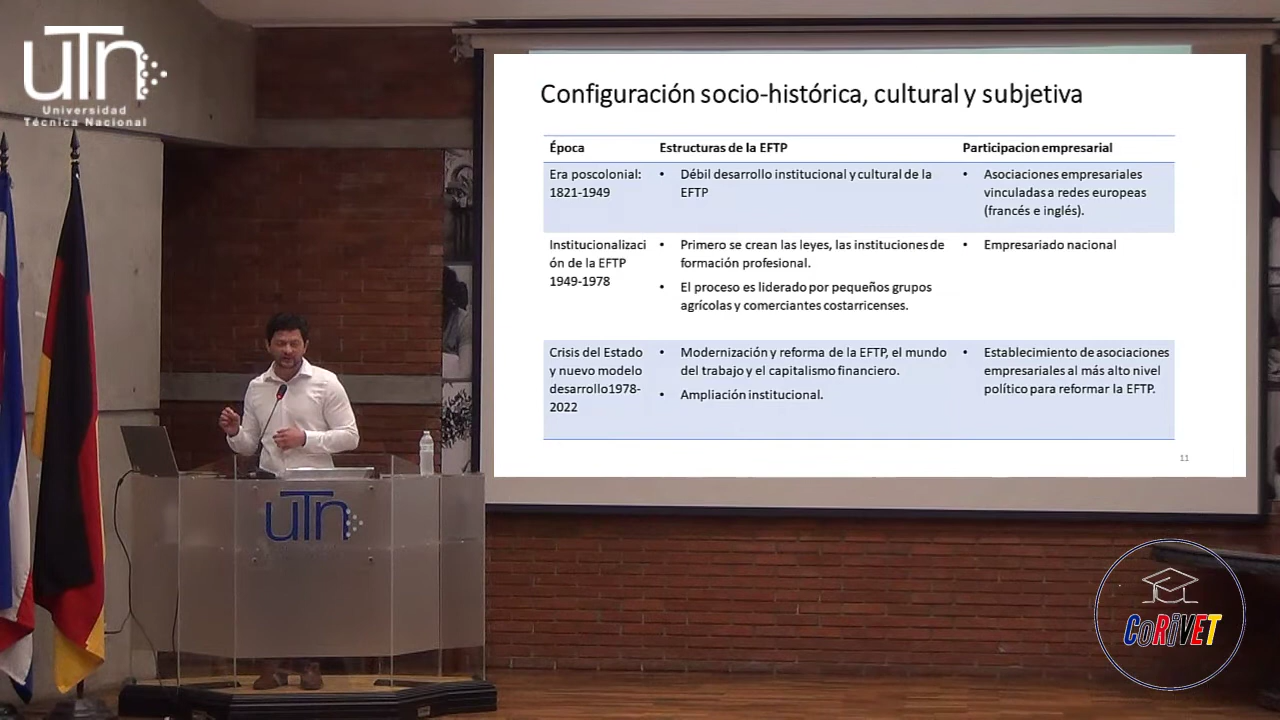 uTn
Universidad
Técnica Nacional
Configuración socio-histórica, cultural y subjetiva
Época
Estructuras de la EFTP
Participacion empresarial
Era poscolonial:
1821-1949
• Débil desarrollo institucional y cultural de la
EFTP
• Asociaciones empresariales
vinculadas a redes europeas
(francés e inglés).
Institucionalizaci
ón de la EFTP
1949-1978
• Primero se crean las leyes, las instituciones de
formación profesional.
• El proceso es liderado por pequeños grupos
agrícolas y comerciantes costarricenses.
• Empresariado nacional
Crisis del Estado
y nuevo modelo
desarrollo1978-
2022
• Modernización y reforma de la EFTP, el mundo
del trabajo y el capitalismo financiero.
• Ampliación institucional.
• Establecimiento de asociaciones
empresariales al más alto nivel
político para reformar la EFTP.
11
uTn
CoRiVET